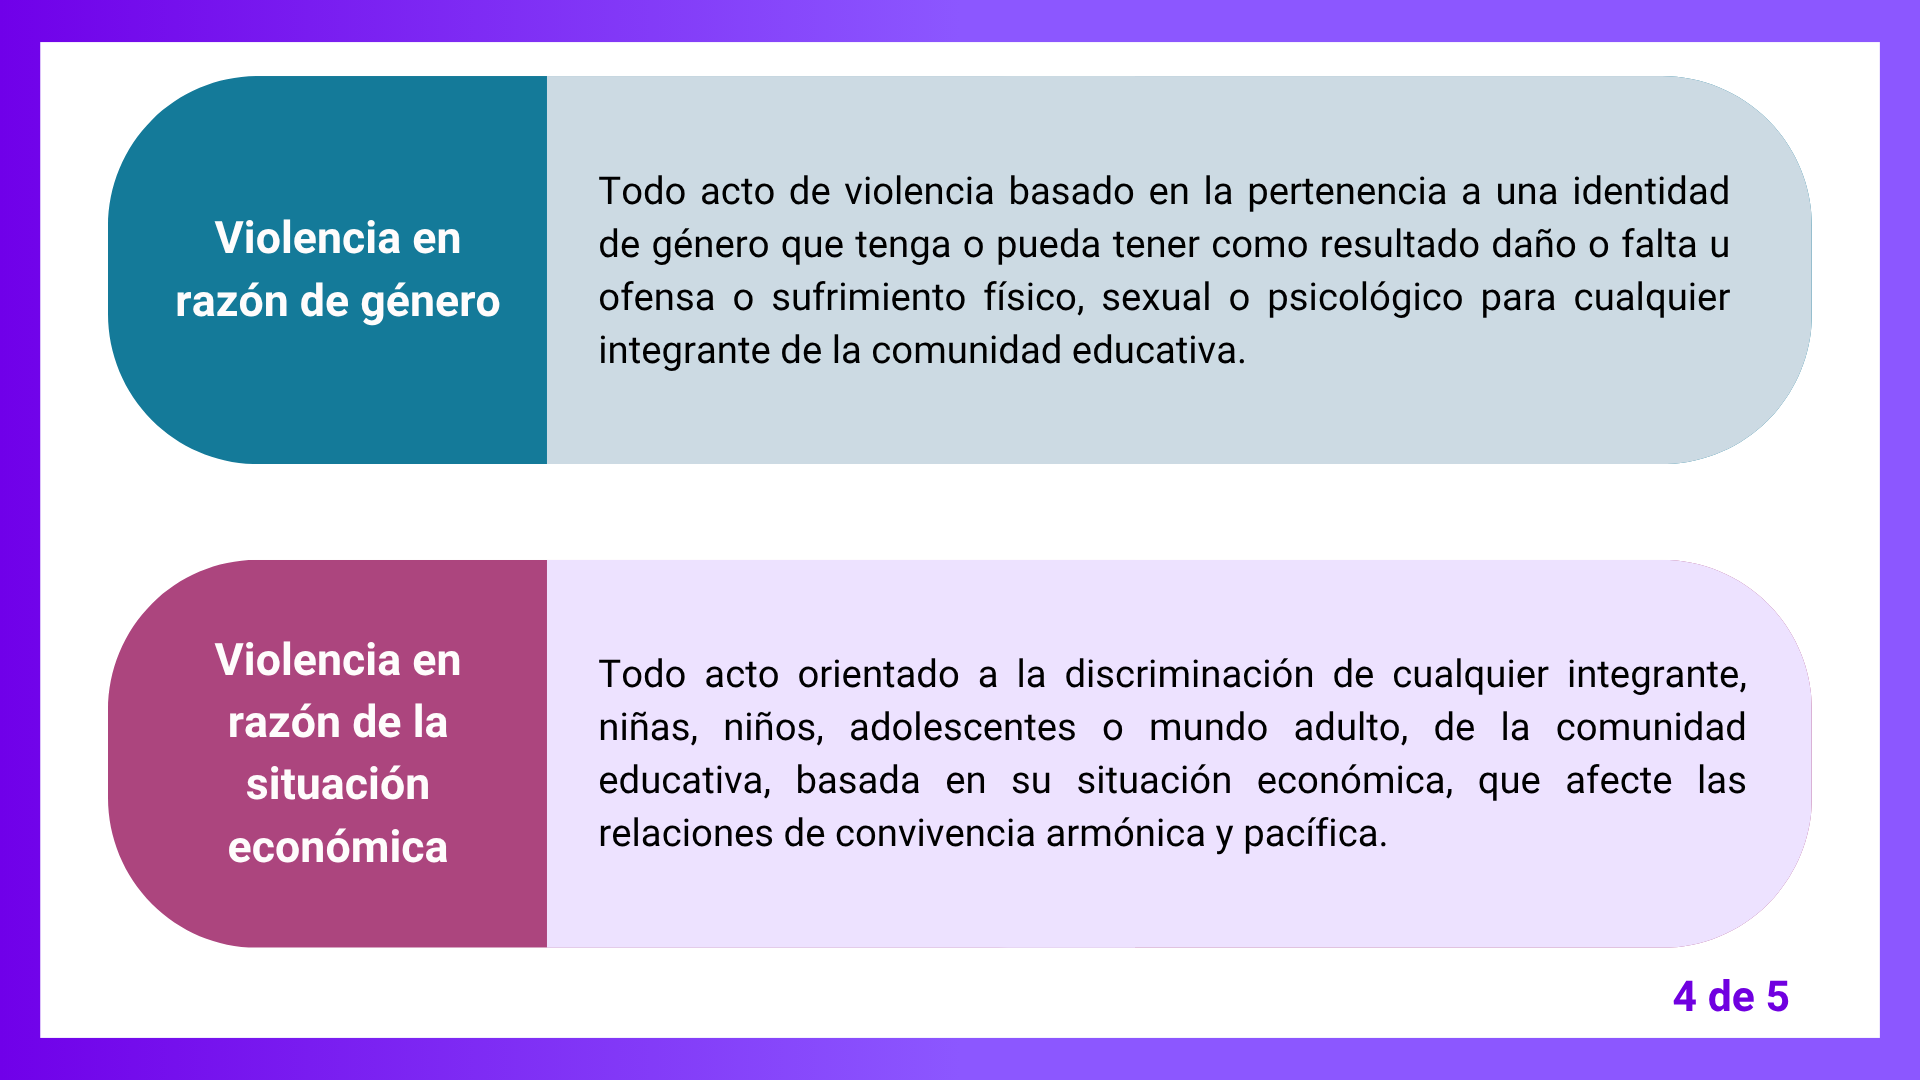 Violencia en
razón de género
Todo acto de violencia basado en la pertenencia a una identidad
de género que tenga o pueda tener como resultado daño o falta u
ofensa o sufrimiento físico, sexual o psicológico para cualquier
integrante de la comunidad educativa.
Violencia en
razón de la
situación
económica
Todo acto orientado a la discriminación de cualquier integrante,
niñas, niños, adolescentes o mundo adulto, de la comunidad
educativa, basada en su situación económica, que afecte las
relaciones de convivencia armónica y pacífica.
4 de 5